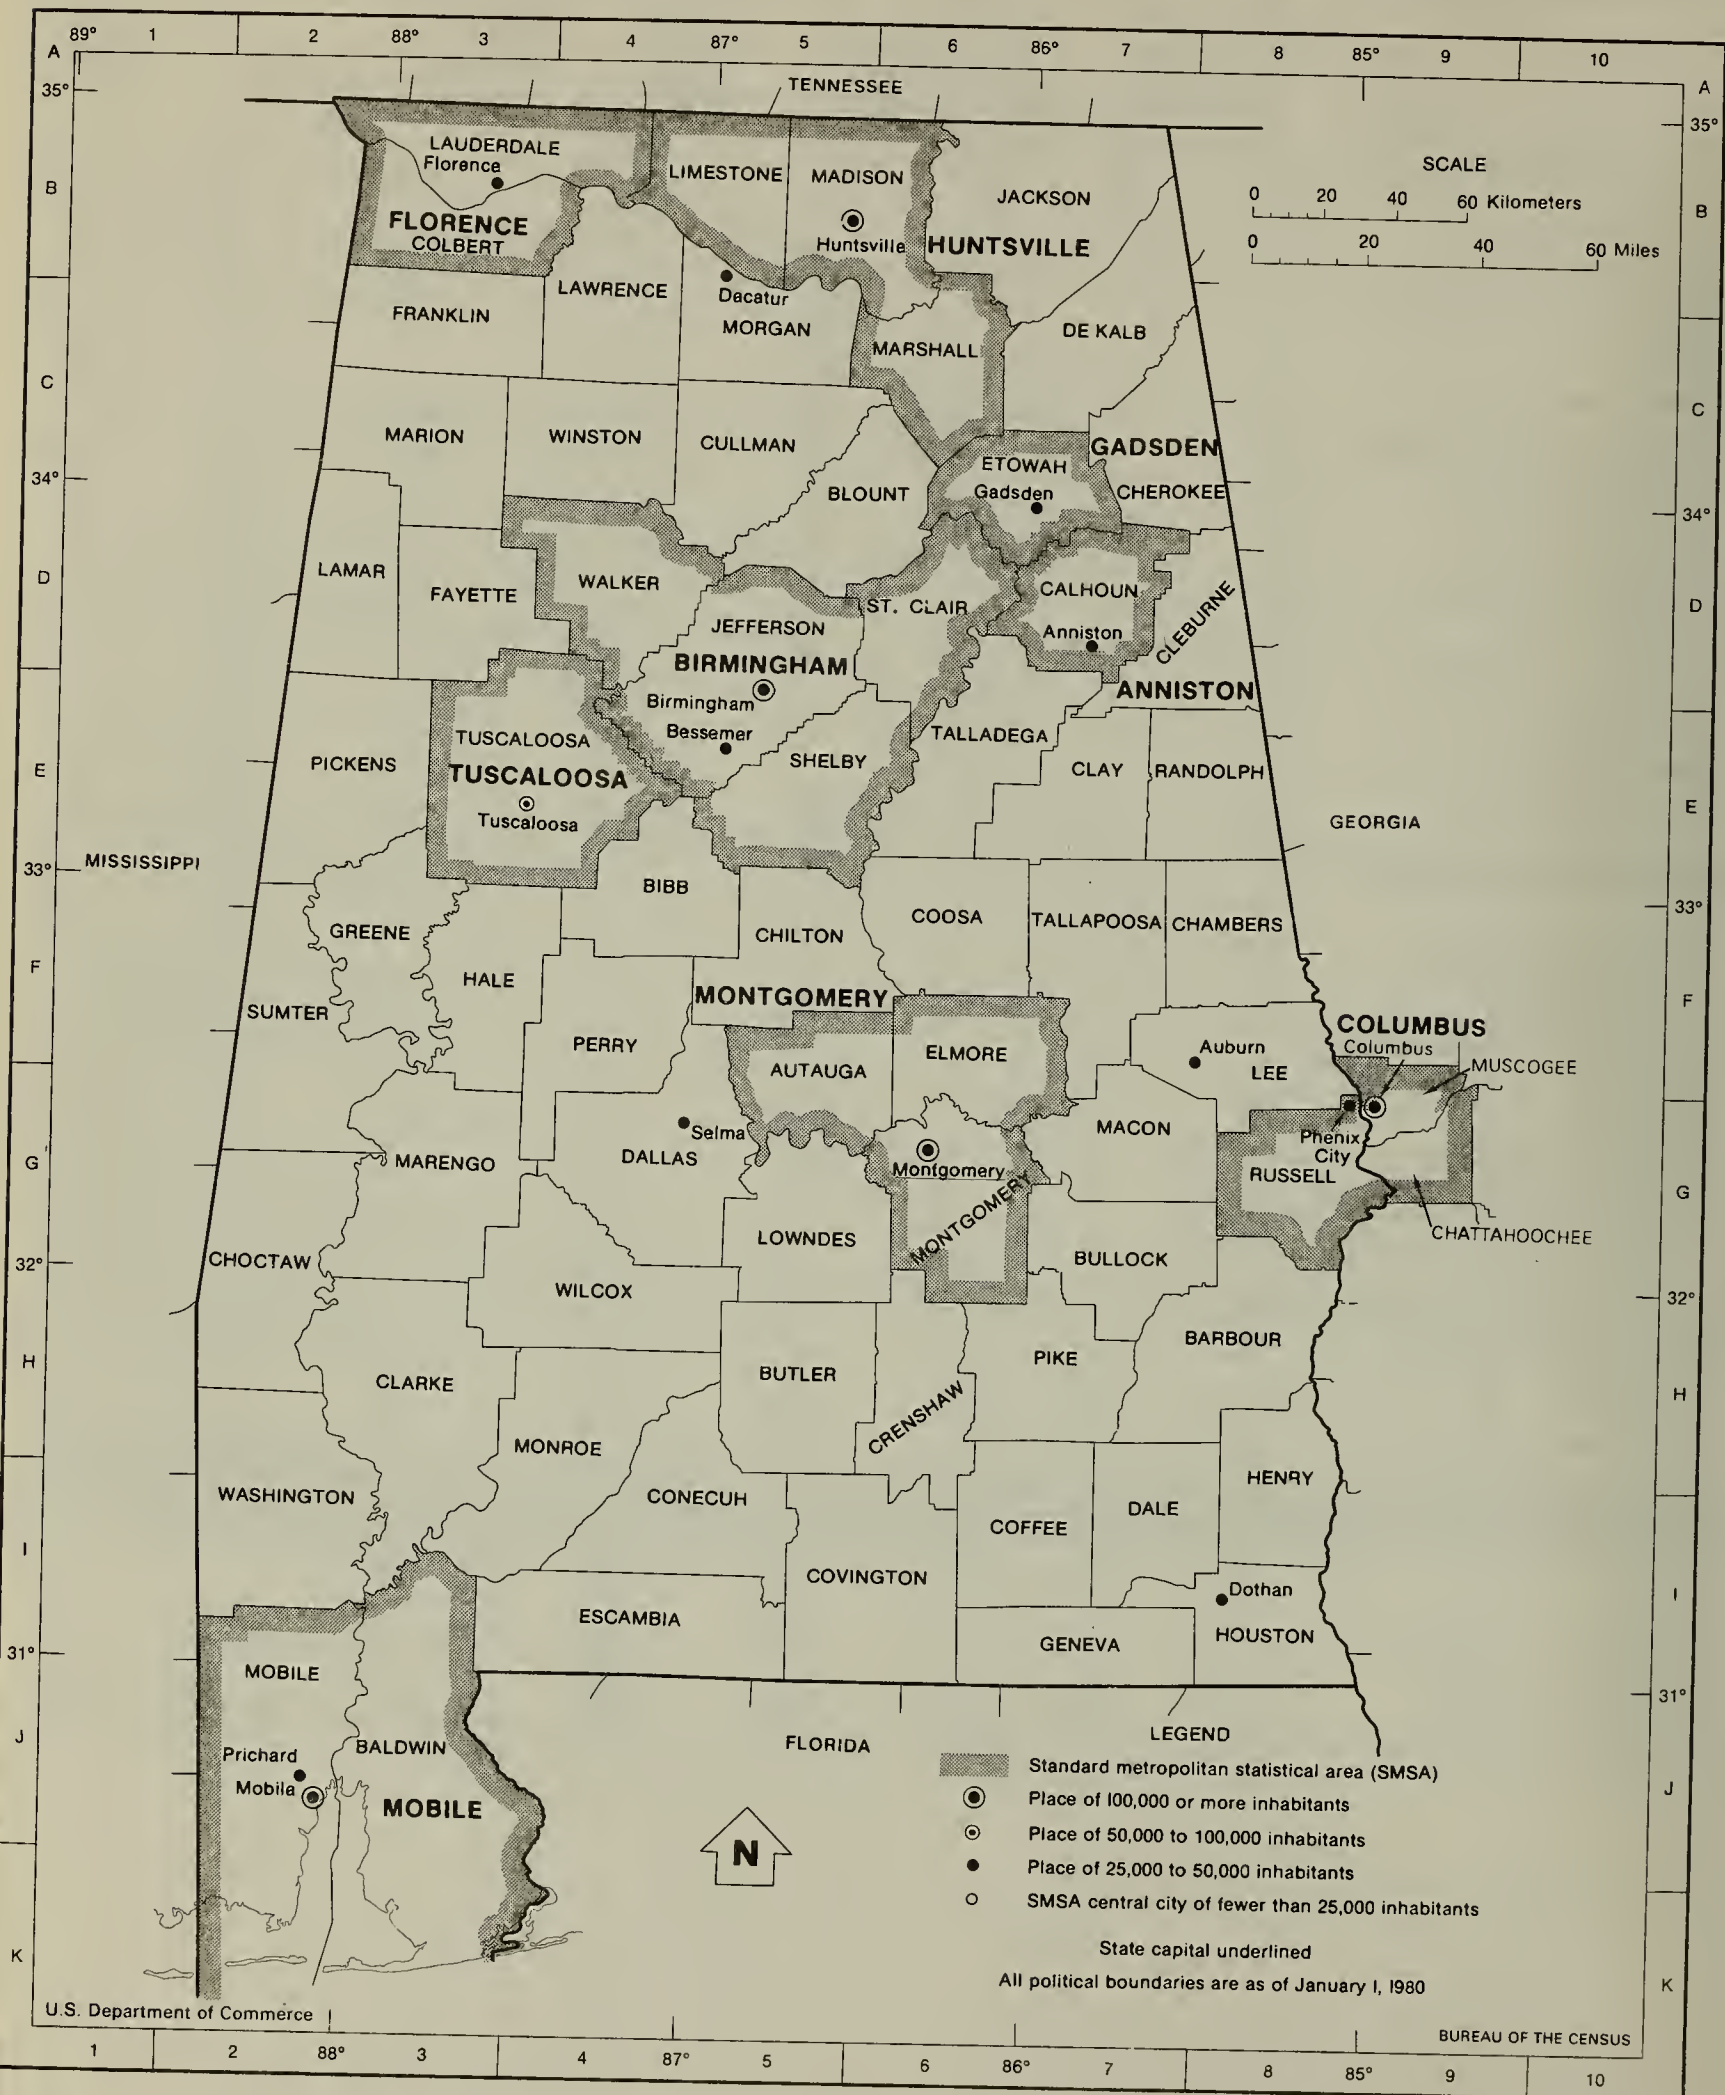 89° 1 2 88° 3 4 87° 5 6 86° 7 8 85° 9 10
A
A
35°
35°
TENNESSEE
LAUDERDALE
Florence
LIMESTONE
MADISON
SCALE
0 20 40 60 Kilometers
0 20 40 60 Miles
B
B
JACKSON
FLORENCE
COLBERT
Huntsville
HUNTSVILLE
LAWRENCE
Dacatur
MORGAN
FRANKLIN
MARSHALL
DE KALB
C
C
MARION
WINSTON
CULLMAN
GADSDEN
ETOWAH
Gadsden
CHEROKEE
BLOUNT
34°
34°
LAMAR
FAYETTE
WALKER
ST. CLAIR
CALHOUN
Anniston
CLEBURNE
D
D
JEFFERSON
BIRMINGHAM
Birmingham
Bessemer
ANNISTON
TALLADEGA
TUSCALOOSA
TUSCALOOSA
Tuscaloosa
PICKENS
SHELBY
CLAY
RANDOLPH
E
E
GEORGIA
MISSISSIPPI
33°
33°
BIBB
GREENE
CHILTON
COOSA
TALLAPOOSA
CHAMBERS
F
F
HALE
MONTGOMERY
SUMTER
PERRY
AUTAUGA
ELMORE
Auburn
LEE
COLUMBUS
Columbus
MUSCOGEE
Selma
DALLAS
MACON
Phenix
City
RUSSELL
G
G
MARENGO
Montgomery
MONTGOMERY
CHATTAHOOCHEE
LOWNDES
BULLOCK
CHOCTAW
32°
32°
WILCOX
BARBOUR
H
H
CLARKE
BUTLER
PIKE
CRENSHAW
MONROE
WASHINGTON
CONECUH
HENRY
COFFEE
DALE
I
I
COVINGTON
Dothan
ESCAMBIA
GENEVA
HOUSTON
31°
31°
MOBILE
BALDWIN
FLORIDA
J
J
Prichard
Mobile
MOBILE
LEGEND
Standard metropolitan statistical area (SMSA)
Place of 100,000 or more inhabitants
Place of 50,000 to 100,000 inhabitants
Place of 25,000 to 50,000 inhabitants
SMSA central city of fewer than 25,000 inhabitants
N
State capital underlined
All political boundaries are as of January 1, 1980
K
K
U.S. Department of Commerce
BUREAU OF THE CENSUS
1 2 88° 3 4 87° 5 6 86° 7 8 85° 9 10